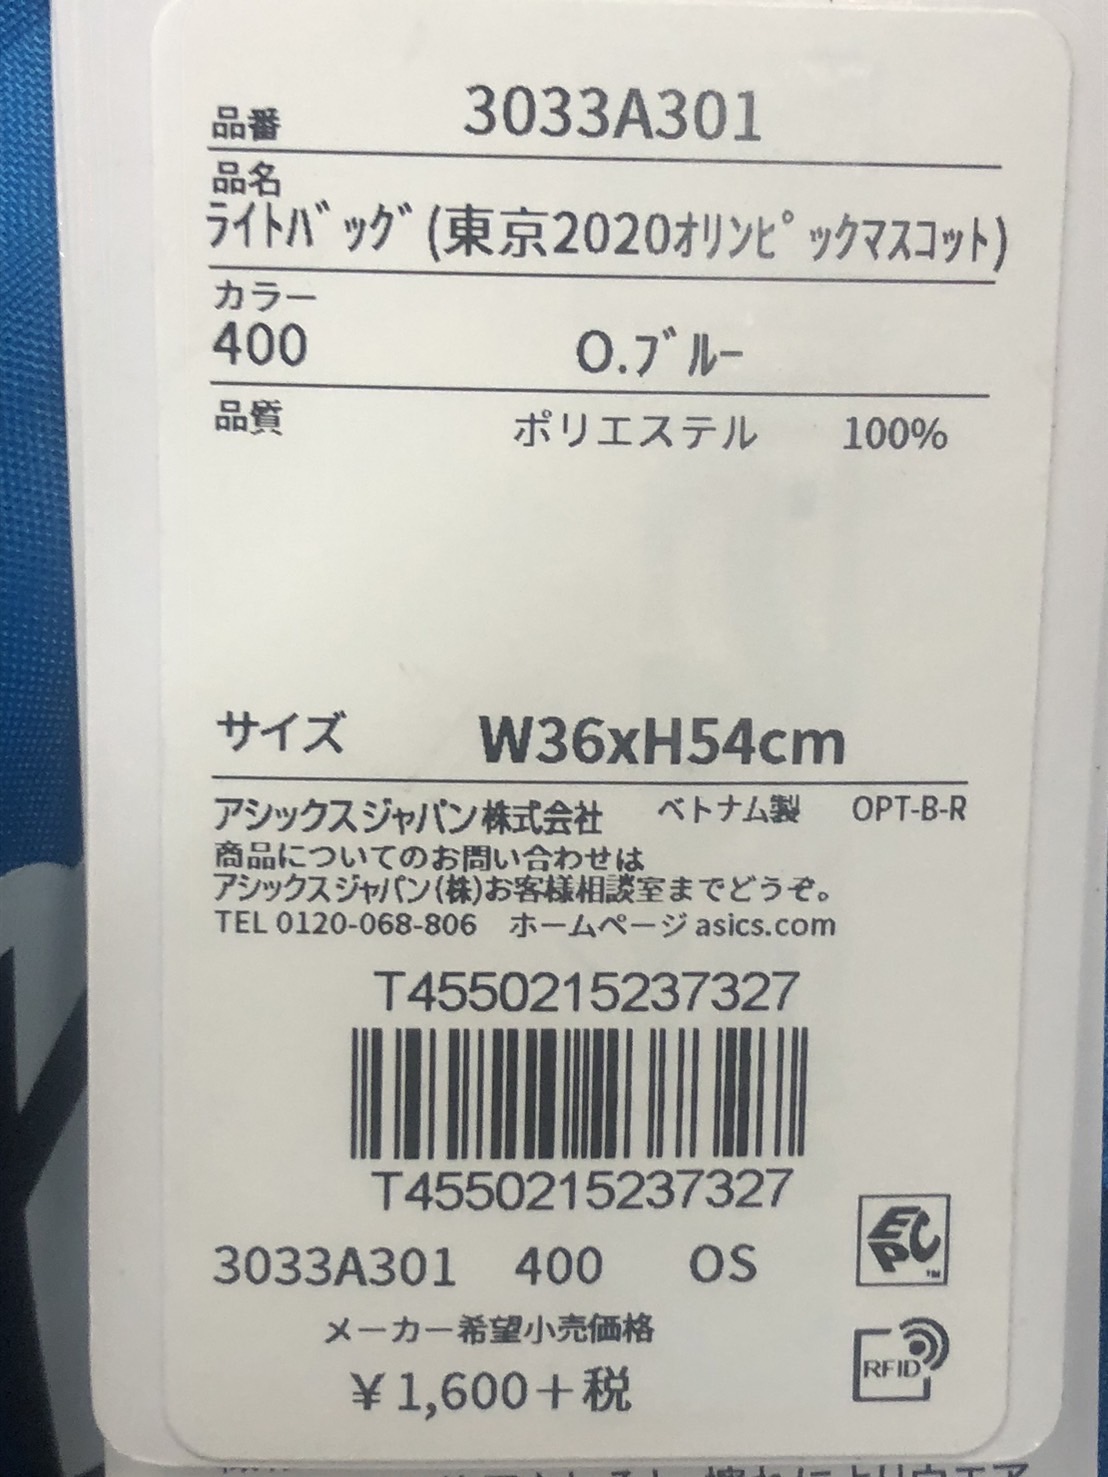 品番 3033A301
品名
ﾗｲﾄﾊﾞｯｸﾞ(東京2020ｵﾘﾝﾋﾟｯｸﾏｽｺｯﾄ)
カラー
400 O.ﾌﾞﾙｰ
品質 ポリエステル 100%
サイズ W36xH54cm
アシックスジャパン株式会社 ベトナム製 OPT-B-R
商品についてのお問い合わせは
アシックスジャパン(株)お客様相談室までどうぞ。
TEL 0120-068-806 ホームページ asics.com
T4550215237327
T4550215237327
3033A301 400 OS
EPC™
メーカー希望小売価格
RFID
¥1,600+税